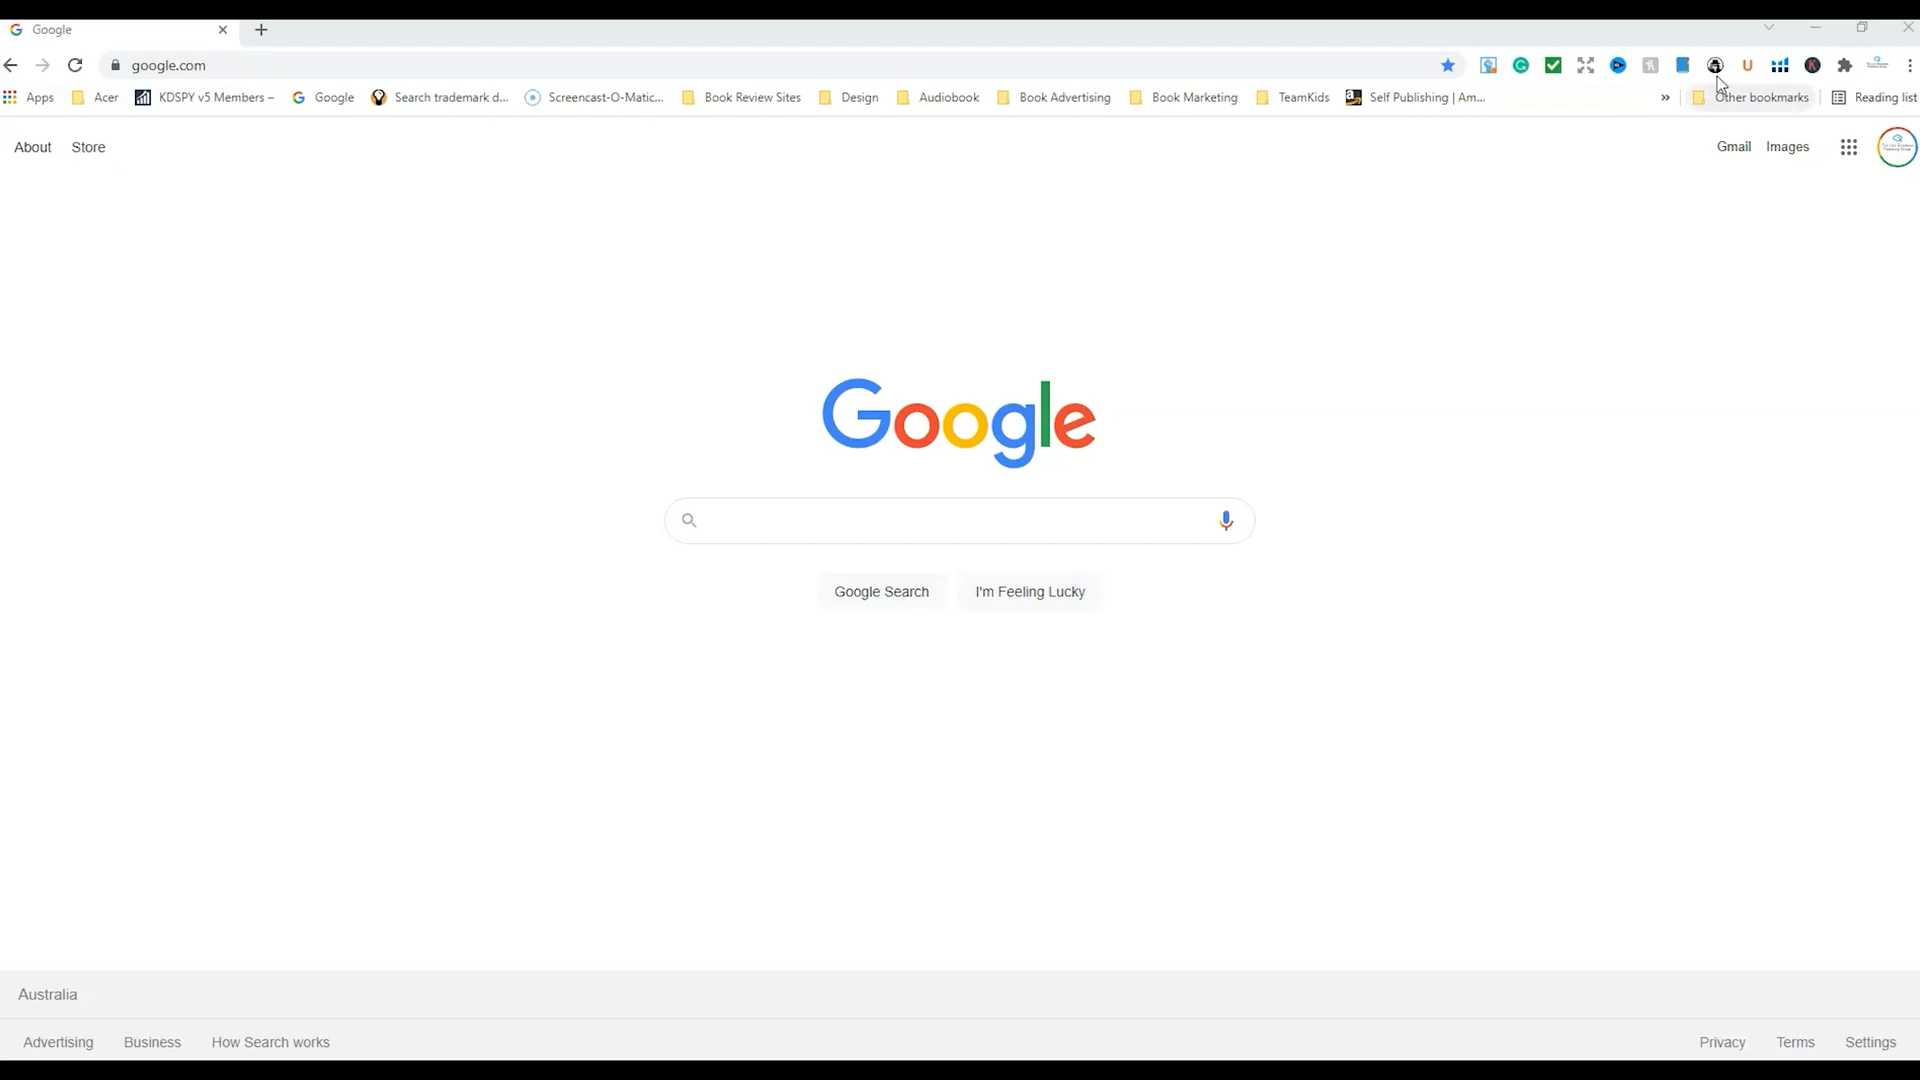 Google
google.com
Apps Acer KDSPY v5 Members – Google Search trademark d... Screencast-O-Matic... Book Review Sites Design Audiobook Book Advertising Book Marketing TeamKids Self Publishing | Am... » Other bookmarks Reading list
About Store Gmail Images
Google
Google Search I'm Feeling Lucky
Australia
Advertising Business How Search works Privacy Terms Settings